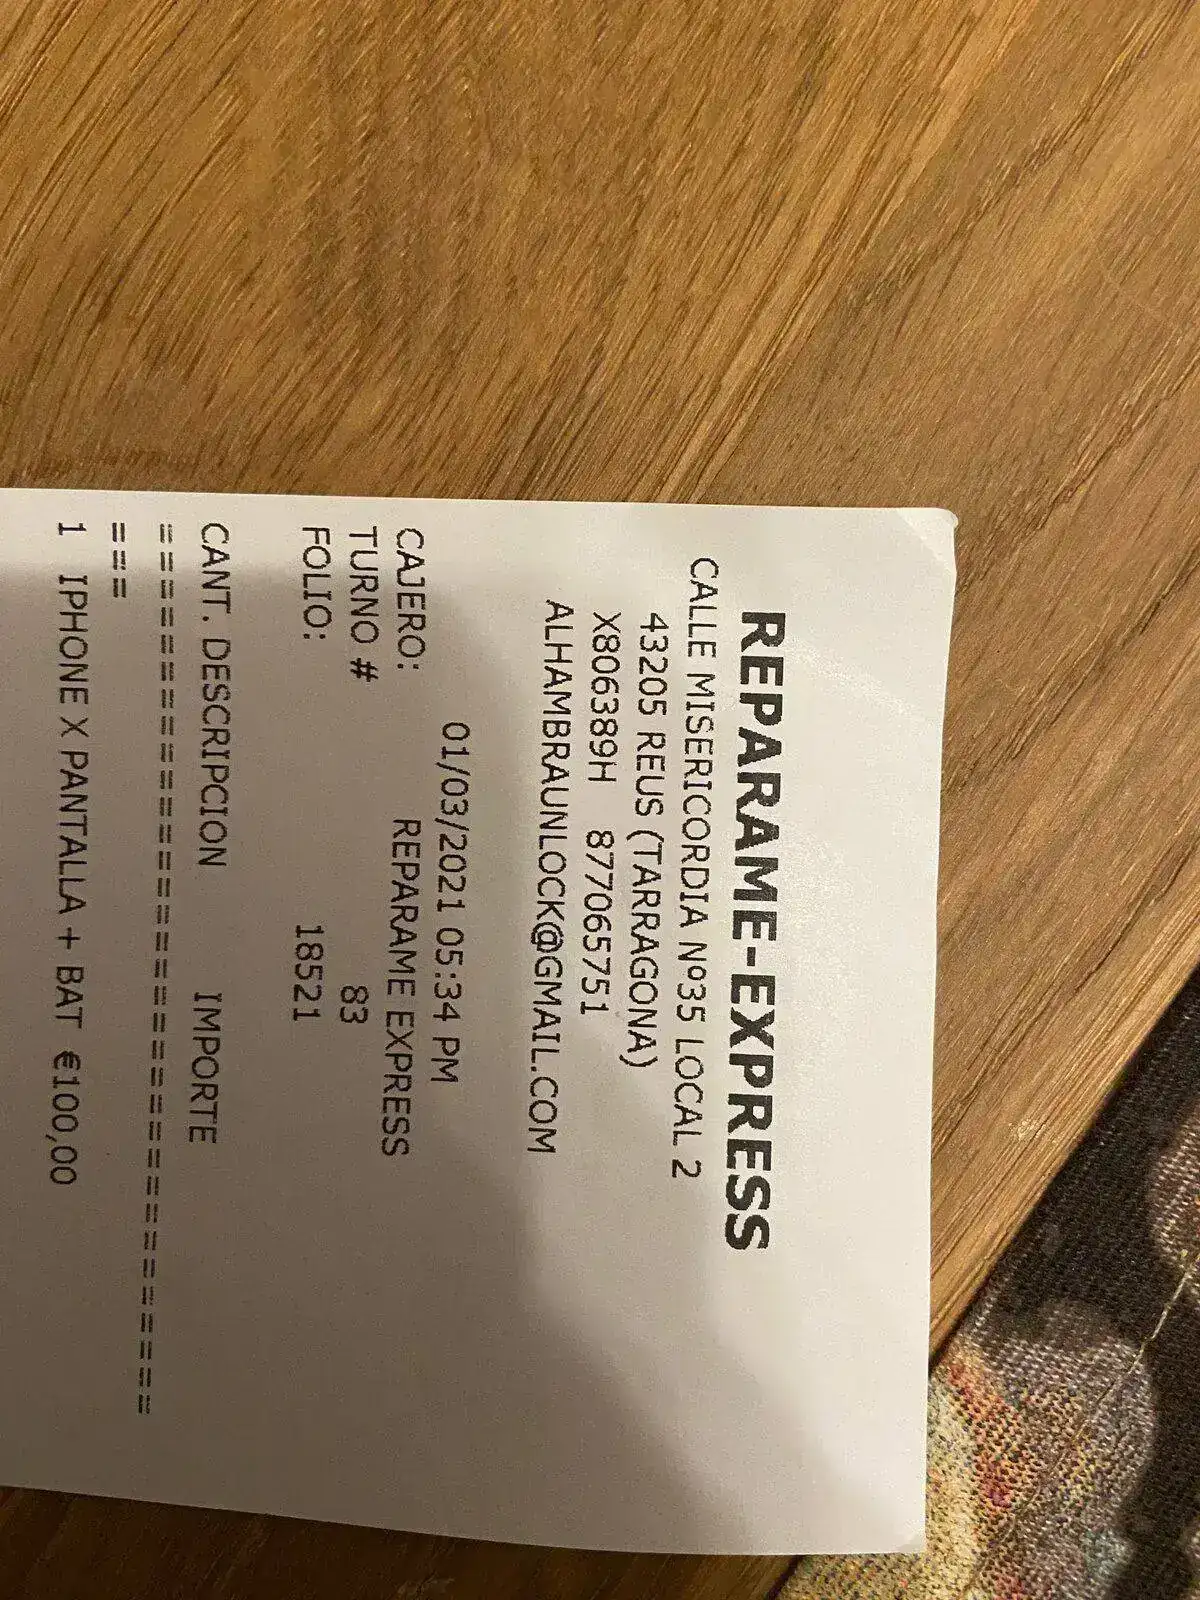 REPARAME-EXPRESS
CALLE MISERICORDIA Nº35 LOCAL 2
43205 REUS (TARRAGONA)
X806389H 877065751
ALHAMBRAUNLOCK@GMAIL.COM
01/03/2021 05:34 PM
CAJERO: REPARAME EXPRESS
TURNO # 83
FOLIO: 18521
CANT. DESCRIPCION IMPORTE
==================================
===
1 IPHONE X PANTALLA + BAT €100,00